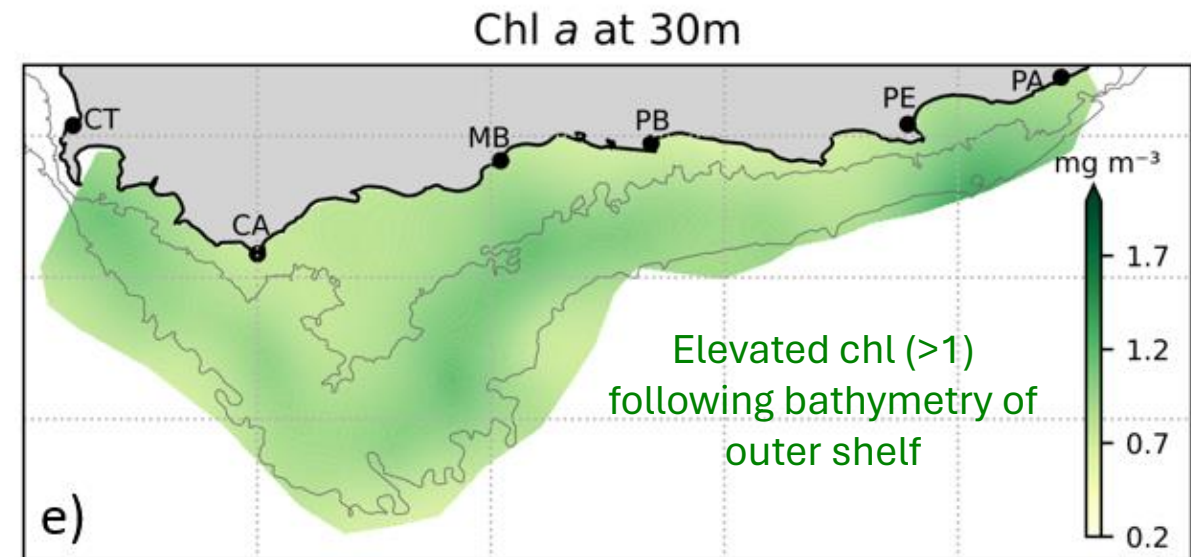 Chl a at 30m
PA
PE
CT
PB
MB
mg m⁻³
CA
1.7
Elevated chl (>1)
1.2
following bathymetry of
outer shelf
0.7
e)
0.2